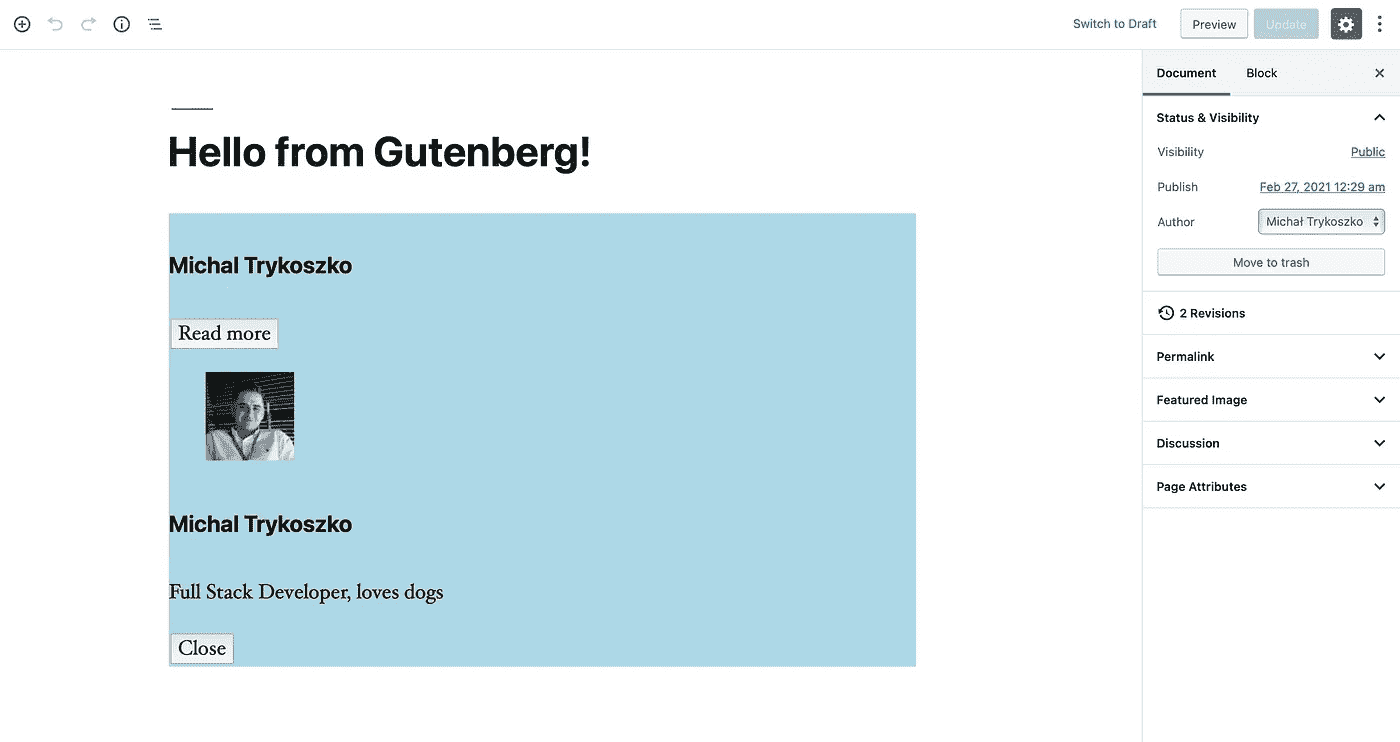 Switch to Draft Preview Update
Document Block
Hello from Gutenberg!
Michal Trykoszko
Read more
Michal Trykoszko
Full Stack Developer, loves dogs
Close
Status & Visibility
Visibility Public
Publish Feb 27, 2021 12:29 am
Author Michał Trykoszko
Move to trash
2 Revisions
Permalink
Featured Image
Discussion
Page Attributes